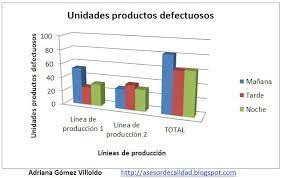 Unidades productos defectuosos
Unidades productos defectuosos
100
80
60
40
20
0
Línea de producción 1
Línea de producción 2
TOTAL
Líneas de producción
Mañana
Tarde
Noche
Adriana Gómez Villoldo http://asesordecalidad.blogspot.com